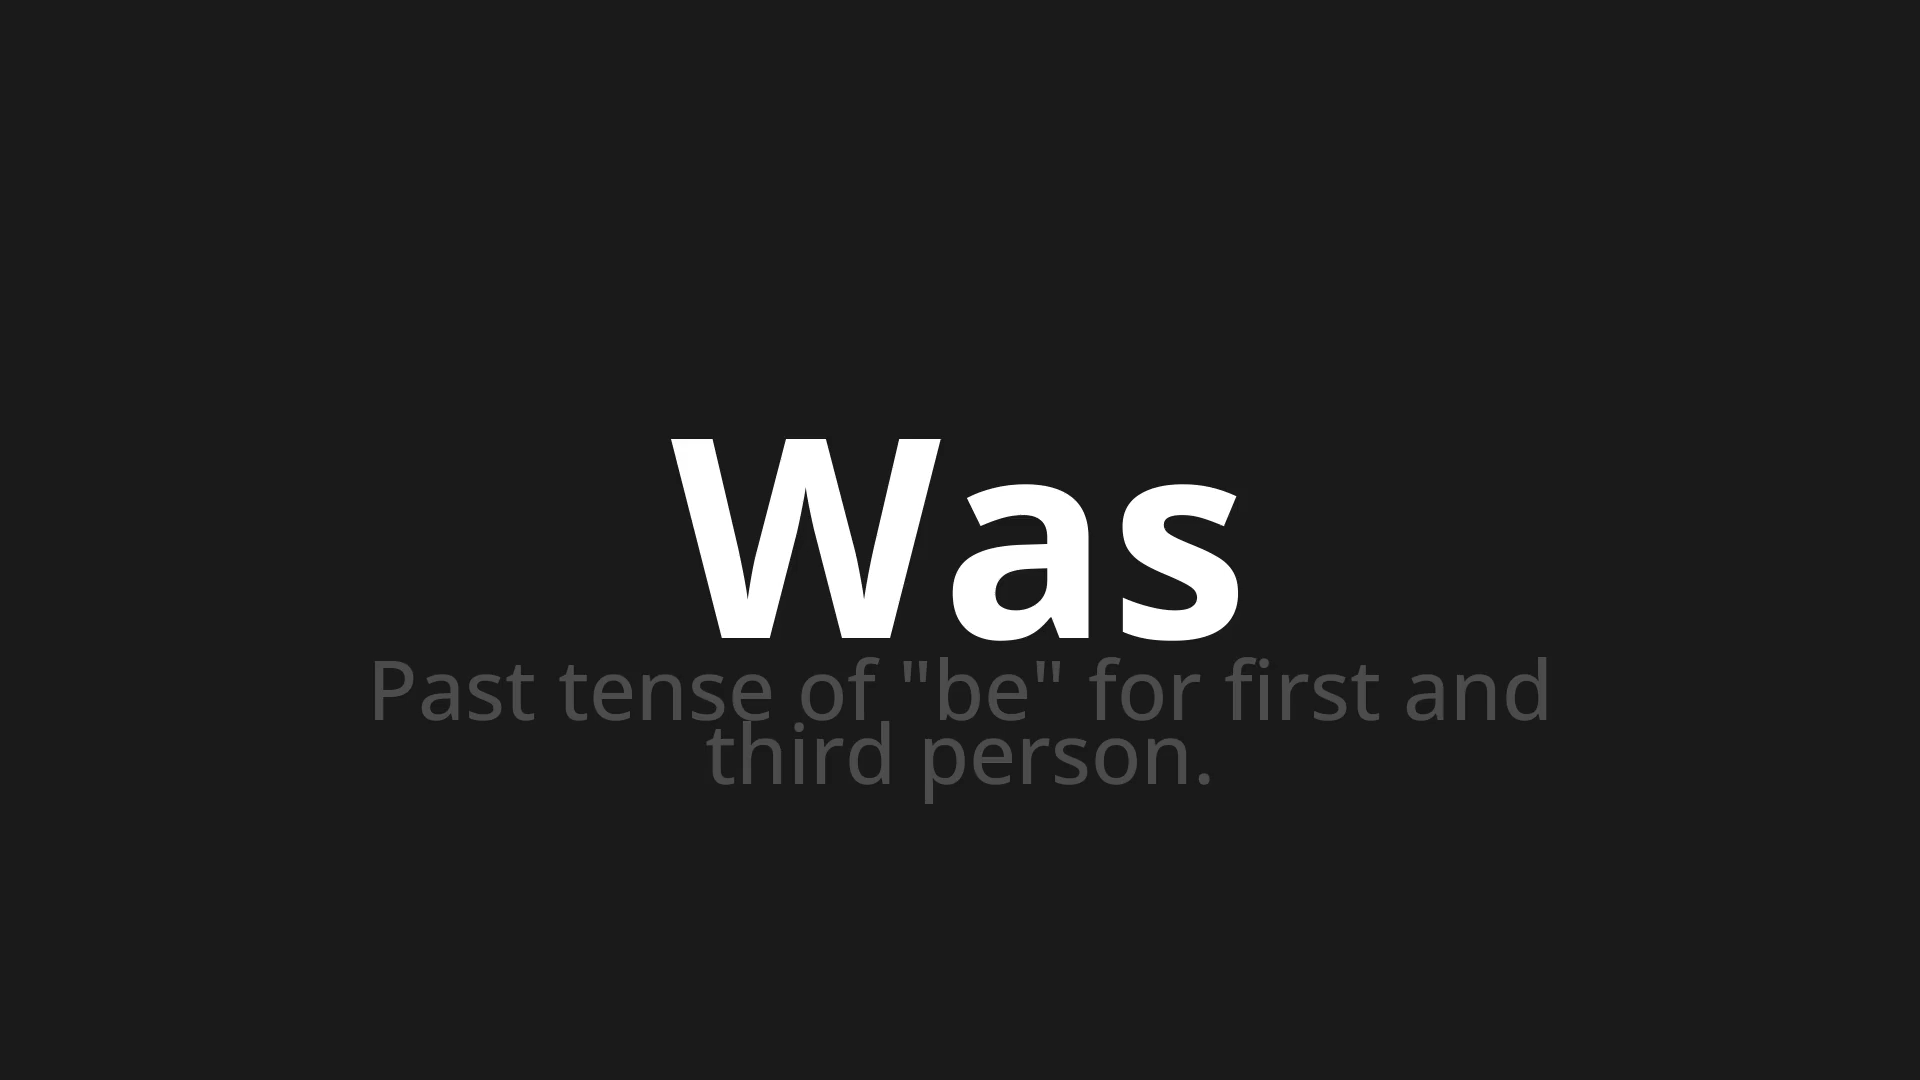 Was
Past tense of "be" for first and
third person.